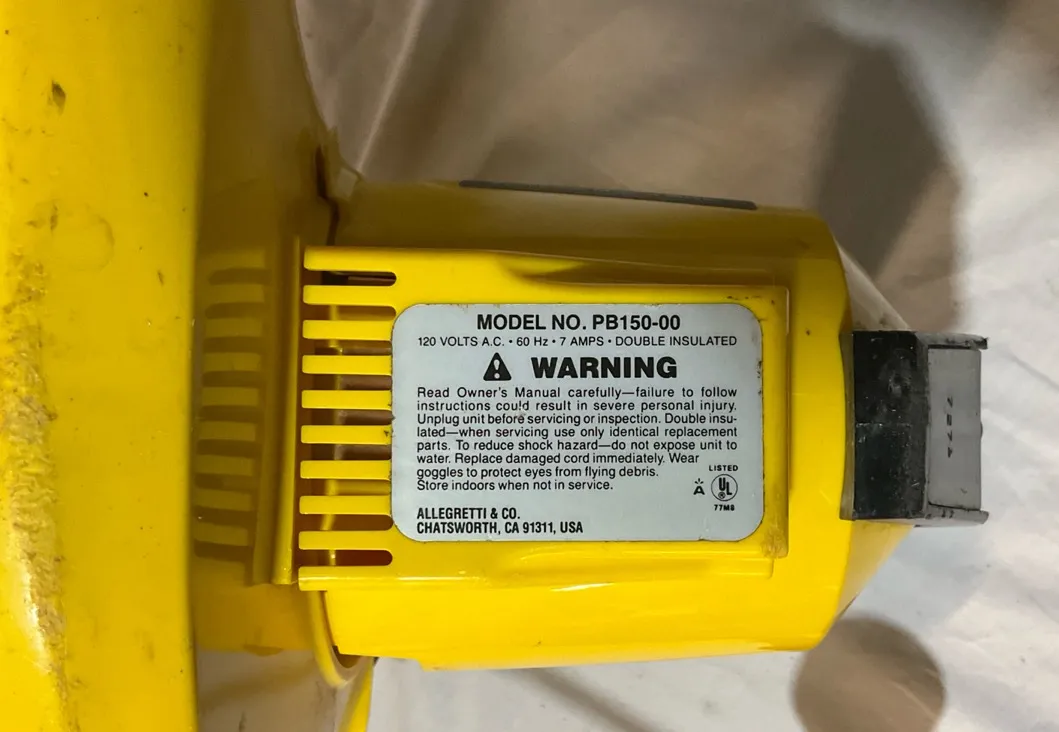 MODEL NO. PB150-00
120 VOLTS A.C. • 60 Hz • 7 AMPS • DOUBLE INSULATED
WARNING
Read Owner's Manual carefully—failure to follow
instructions could result in severe personal injury.
Unplug unit before servicing or inspection. Double insu-
lated—when servicing use only identical replacement
parts. To reduce shock hazard—do not expose unit to
water. Replace damaged cord immediately. Wear
goggles to protect eyes from flying debris.
Store indoors when not in service.
LISTED
A UL
77M8
ALLEGRETTI & CO.
CHATSWORTH, CA 91311, USA